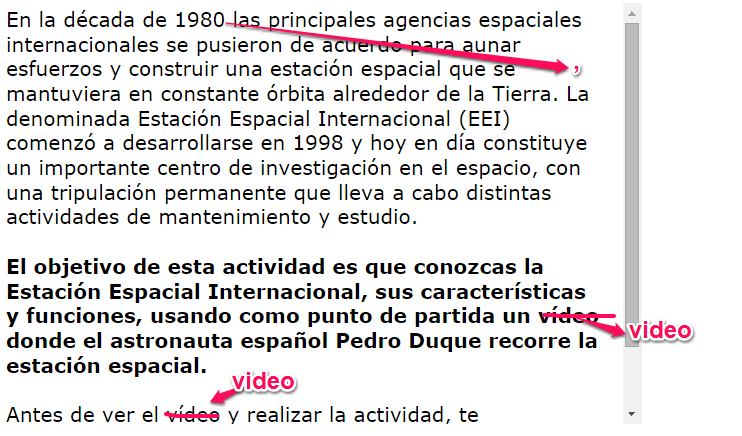 En la década de 1980 las principales agencias espaciales
internacionales se pusieron de acuerdo para aunar
esfuerzos y construir una estación espacial que se ,
mantuviera en constante órbita alrededor de la Tierra. La
denominada Estación Espacial Internacional (EEI)
comenzó a desarrollarse en 1998 y hoy en día constituye
un importante centro de investigación en el espacio, con
una tripulación permanente que lleva a cabo distintas
actividades de mantenimiento y estudio.
El objetivo de esta actividad es que conozcas la
Estación Espacial Internacional, sus características
y funciones, usando como punto de partida un vídeo
video
donde el astronauta español Pedro Duque recorre la
estación espacial.
video
Antes de ver el vídeo y realizar la actividad, te